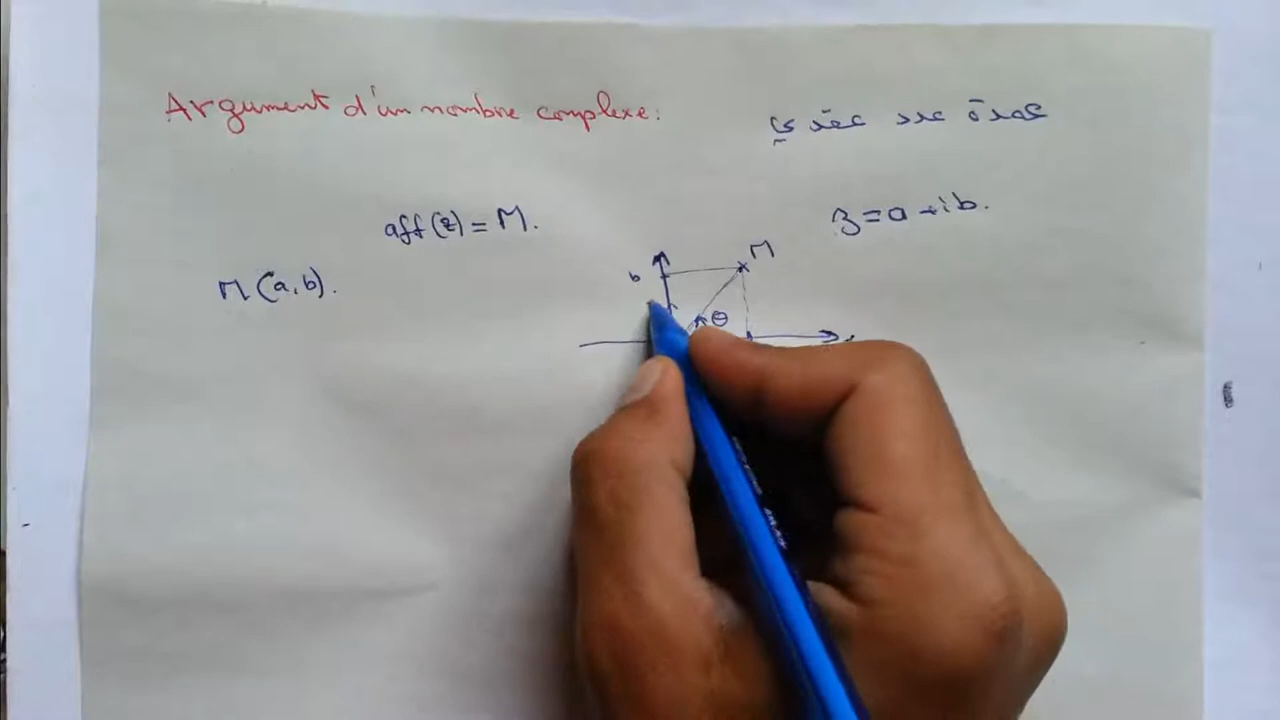 Argument d'un nombre complexe:
عمدة عدد عقدي
aff(z) = M.
z = a + ib.
M(a,b).
M
b
θ